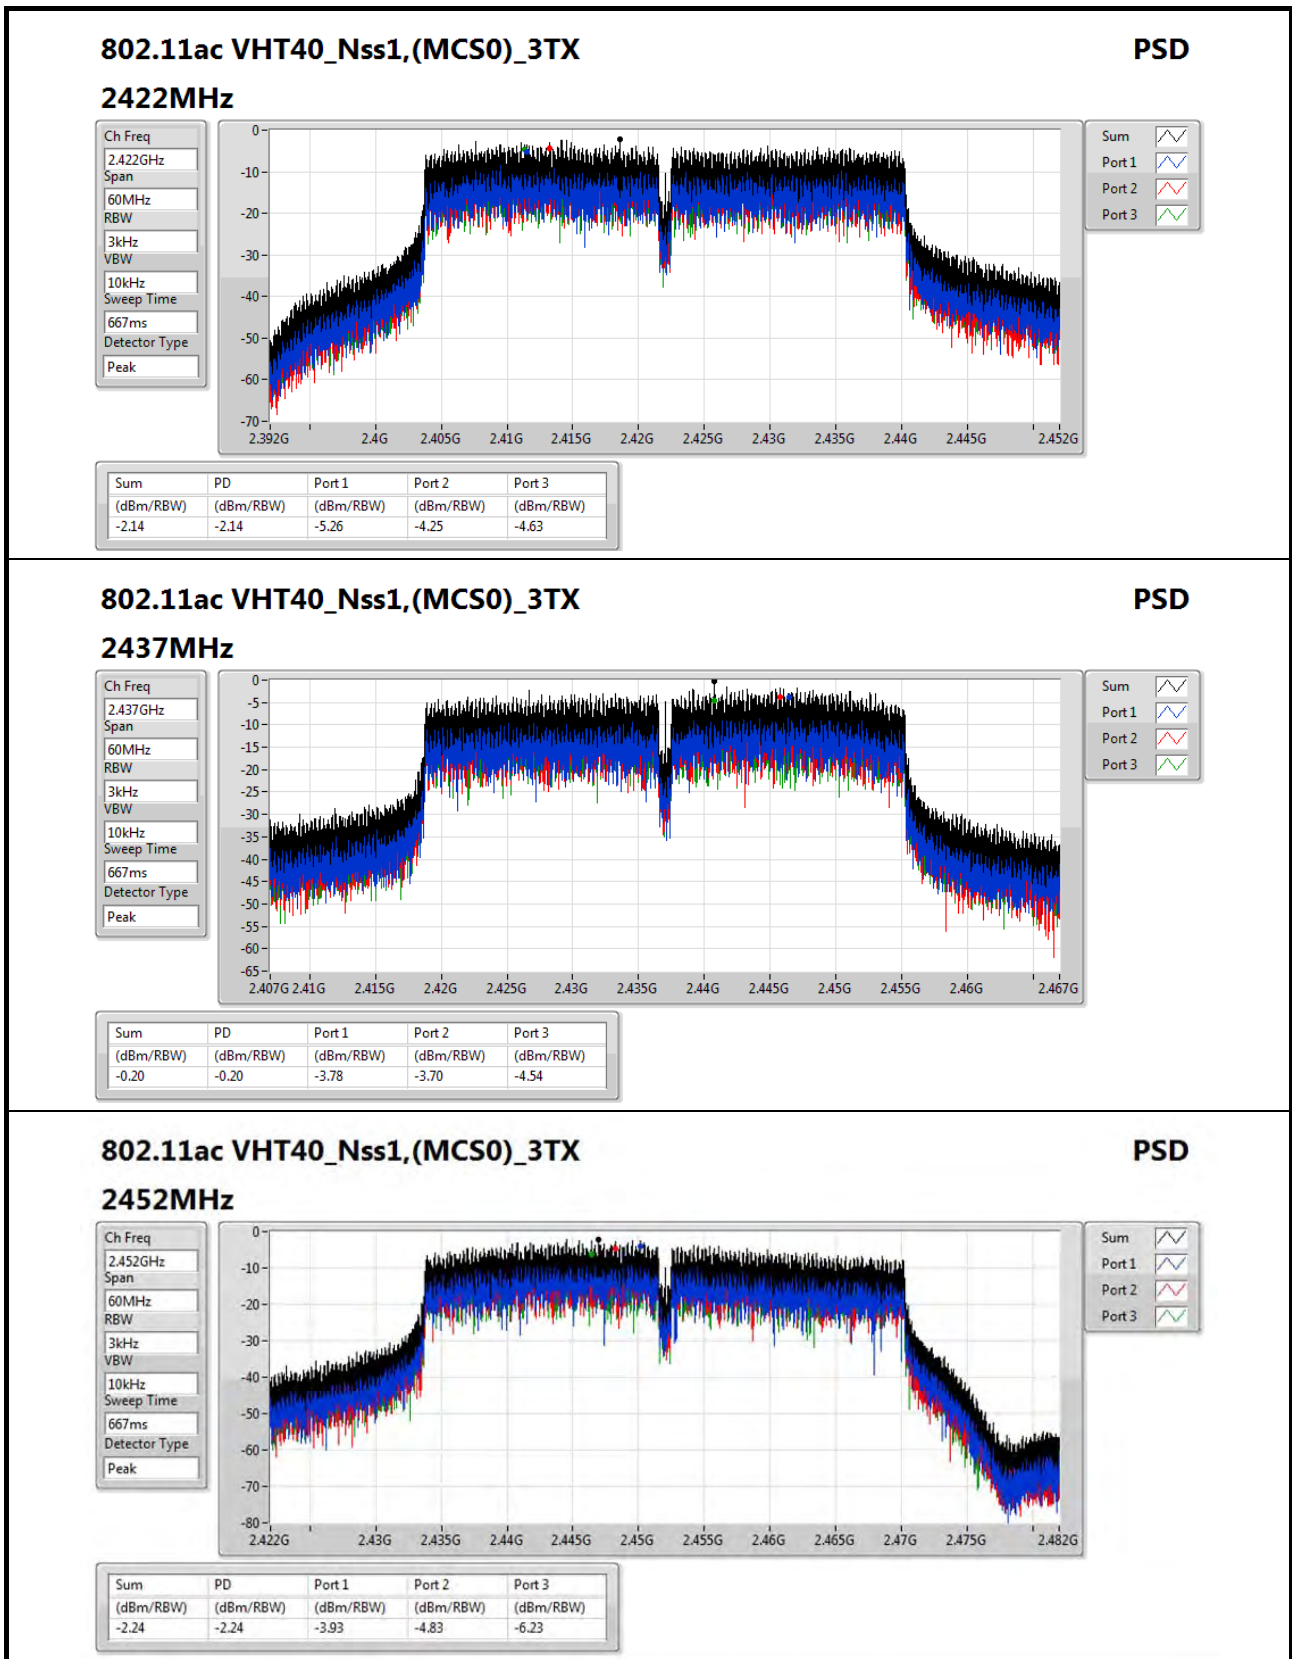 802.11ac VHT40_Nss1,(MCS0)_3TX PSD
2422MHz
Ch Freq
2.422GHz
Span
60MHz
RBW
3kHz
VBW
10kHz
Sweep Time
667ms
Detector Type
Peak
0
-10
-20
-30
-40
-50
-60
-70
2.392G 2.4G 2.405G 2.41G 2.415G 2.42G 2.425G 2.43G 2.435G 2.44G 2.445G 2.452G
Sum
Port 1
Port 2
Port 3
Sum PD Port 1 Port 2 Port 3
(dBm/RBW) (dBm/RBW) (dBm/RBW) (dBm/RBW) (dBm/RBW)
-2.14 -2.14 -5.26 -4.25 -4.63
802.11ac VHT40_Nss1,(MCS0)_3TX PSD
2437MHz
Ch Freq
2.437GHz
Span
60MHz
RBW
3kHz
VBW
10kHz
Sweep Time
667ms
Detector Type
Peak
0
-5
-10
-15
-20
-25
-30
-35
-40
-45
-50
-55
-60
-65
2.407G 2.41G 2.415G 2.42G 2.425G 2.43G 2.435G 2.44G 2.445G 2.45G 2.455G 2.46G 2.467G
Sum
Port 1
Port 2
Port 3
Sum PD Port 1 Port 2 Port 3
(dBm/RBW) (dBm/RBW) (dBm/RBW) (dBm/RBW) (dBm/RBW)
-0.20 -0.20 -3.78 -3.70 -4.54
802.11ac VHT40_Nss1,(MCS0)_3TX PSD
2452MHz
Ch Freq
2.452GHz
Span
60MHz
RBW
3kHz
VBW
10kHz
Sweep Time
667ms
Detector Type
Peak
0
-10
-20
-30
-40
-50
-60
-70
-80
2.422G 2.43G 2.435G 2.44G 2.445G 2.45G 2.455G 2.46G 2.465G 2.47G 2.475G 2.482G
Sum
Port 1
Port 2
Port 3
Sum PD Port 1 Port 2 Port 3
(dBm/RBW) (dBm/RBW) (dBm/RBW) (dBm/RBW) (dBm/RBW)
-2.24 -2.24 -3.93 -4.83 -6.23